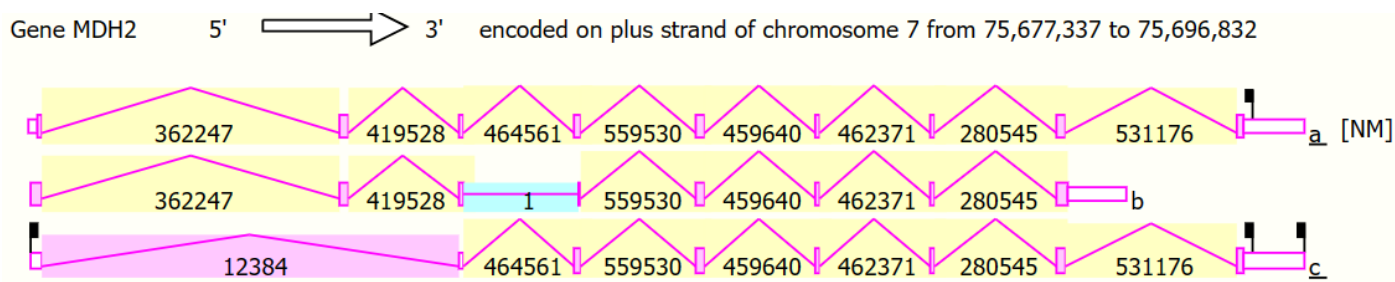 Gene MDH2 5' 3' encoded on plus strand of chromosome 7 from 75,677,337 to 75,696,832
362247 419528 464561 559530 459640 462371 280545 531176 a [NM]
362247 419528 1 559530 459640 462371 280545 b
12384 464561 559530 459640 462371 280545 531176 c